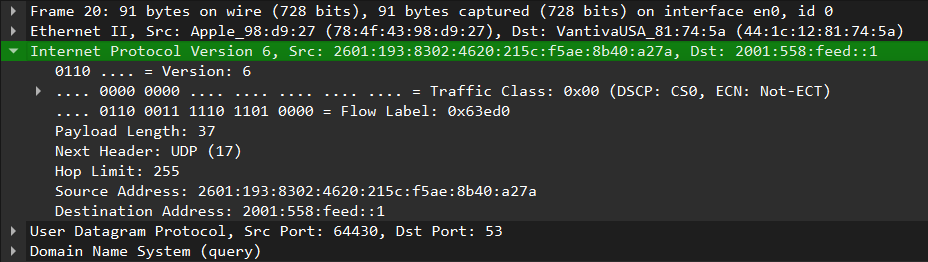 Frame 20: 91 bytes on wire (728 bits), 91 bytes captured (728 bits) on interface en0, id 0
Ethernet II, Src: Apple_98:d9:27 (78:4f:43:98:d9:27), Dst: VantivaUSA_81:74:5a (44:1c:12:81:74:5a)
Internet Protocol Version 6, Src: 2601:193:8302:4620:215c:f5ae:8b40:a27a, Dst: 2001:558:feed::1
0110 .... = Version: 6
.... 0000 0000 .... .... .... .... .... = Traffic Class: 0x00 (DSCP: CS0, ECN: Not-ECT)
.... 0110 0011 1110 1101 0000 = Flow Label: 0x63ed0
Payload Length: 37
Next Header: UDP (17)
Hop Limit: 255
Source Address: 2601:193:8302:4620:215c:f5ae:8b40:a27a
Destination Address: 2001:558:feed::1
User Datagram Protocol, Src Port: 64430, Dst Port: 53
Domain Name System (query)